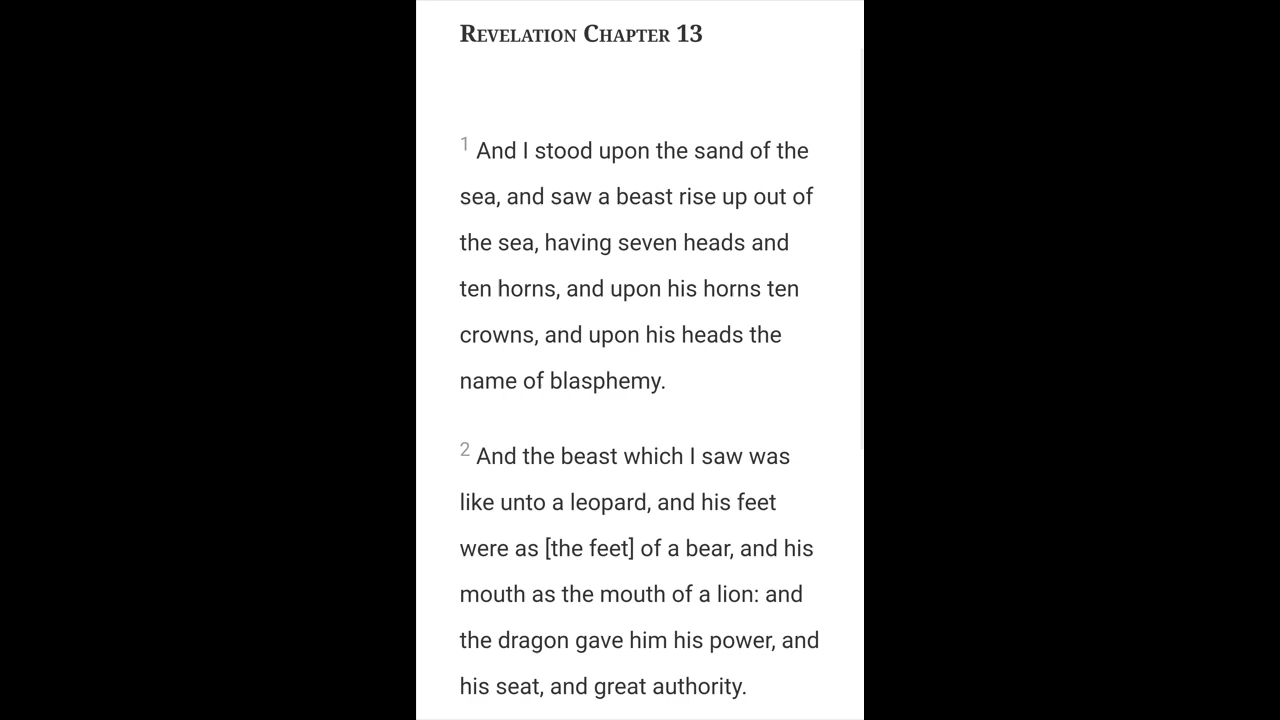 Revelation Chapter 13
1 And I stood upon the sand of the
sea, and saw a beast rise up out of
the sea, having seven heads and
ten horns, and upon his horns ten
crowns, and upon his heads the
name of blasphemy.
2 And the beast which I saw was
like unto a leopard, and his feet
were as [the feet] of a bear, and his
mouth as the mouth of a lion: and
the dragon gave him his power, and
his seat, and great authority.